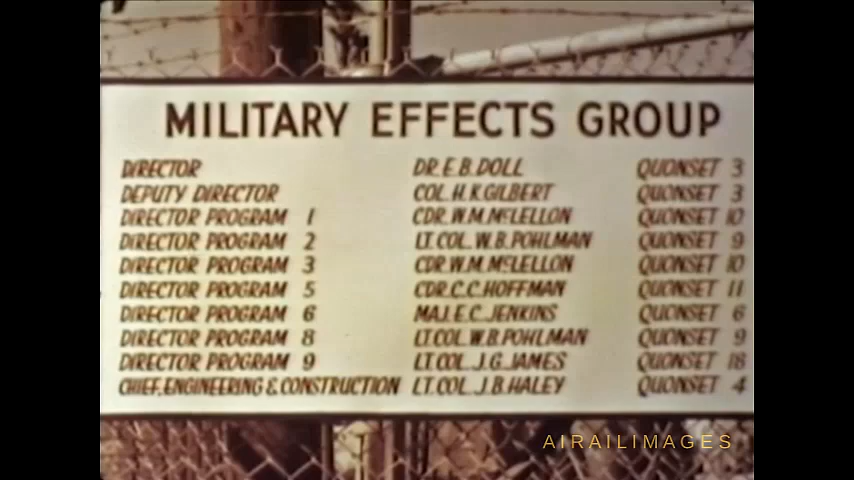 MILITARY EFFECTS GROUP
DIRECTOR DR. E. B. DOLL QUONSET 3
DEPUTY DIRECTOR COL. H. K. GILBERT QUONSET 3
DIRECTOR PROGRAM 1 CDR. W. M. McLELLON QUONSET 10
DIRECTOR PROGRAM 2 LT. COL. W. B. POHLMAN QUONSET 9
DIRECTOR PROGRAM 3 CDR. W. M. McLELLON QUONSET 10
DIRECTOR PROGRAM 5 CDR. C. C. HOFFMAN QUONSET 11
DIRECTOR PROGRAM 6 MAJ. E. C. JENKINS QUONSET 6
DIRECTOR PROGRAM 8 LT. COL. W. B. POHLMAN QUONSET 9
DIRECTOR PROGRAM 9 LT. COL. J. G. JAMES QUONSET 18
CHIEF, ENGINEERING & CONSTRUCTION LT. COL. J. B. HALEY QUONSET 4
AIRAILIMAGES